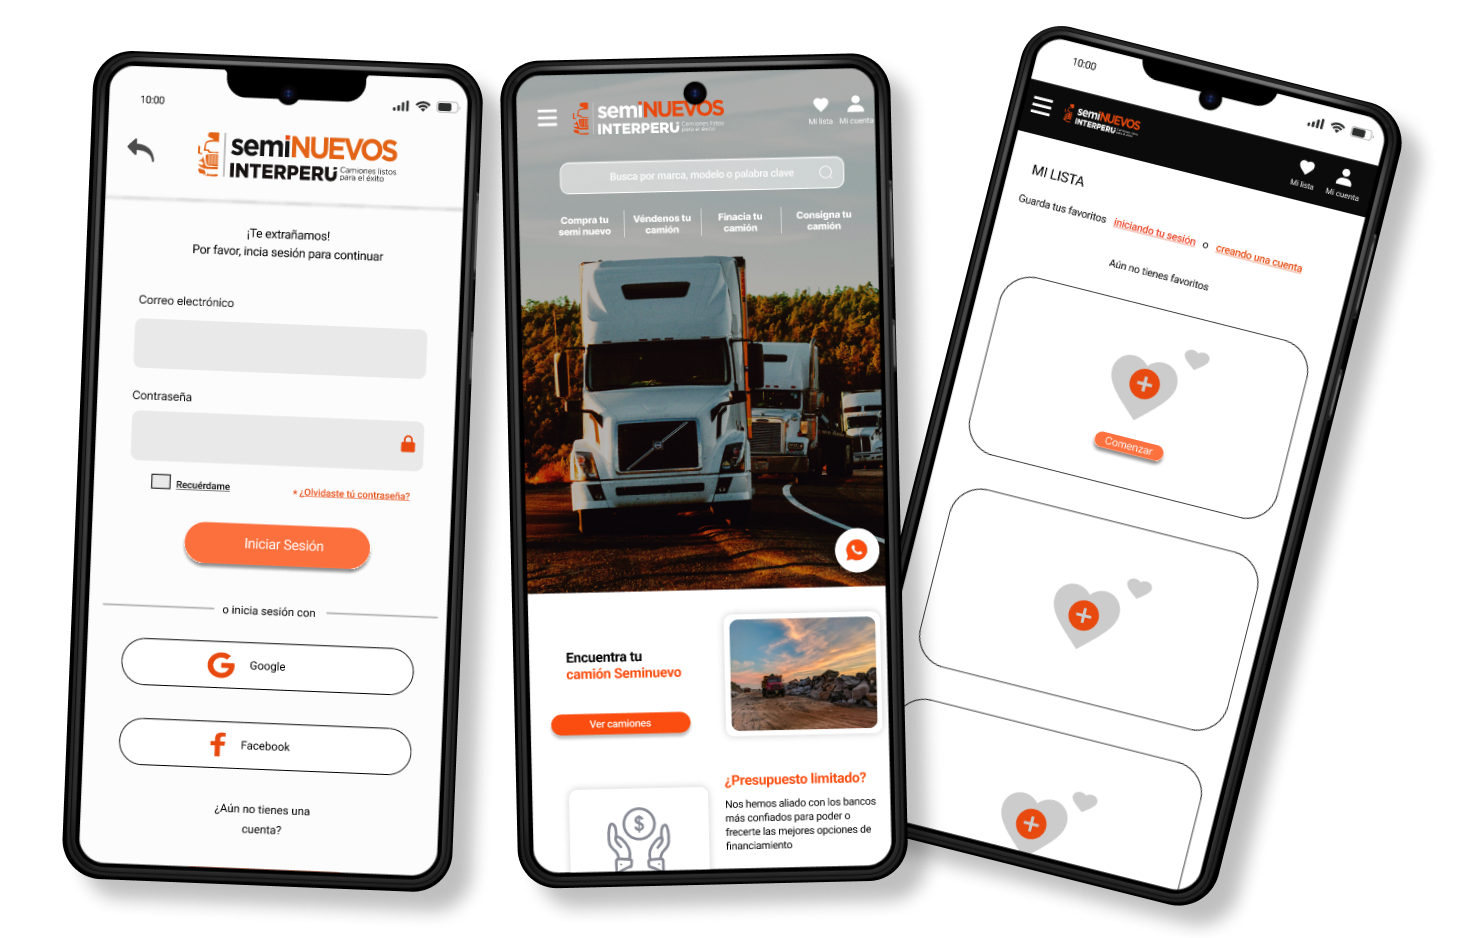 10:00
semiNUEVOS
INTERPERÚ
Camiones listos
para el éxito
¡Te extrañamos!
Por favor, incia sesión para continuar
Correo electrónico
Contraseña
Recuérdame
* ¿Olvidaste tú contraseña?
Iniciar Sesión
o inicia sesión con
Google
Facebook
¿Aún no tienes una
cuenta?
semiNUEVOS
INTERPERÚ
Camiones listos
para el éxito
Mi lista
Mi cuenta
Busca por marca, modelo o palabra clave
Compra tu
semi nuevo
Véndenos tu
camión
Finacia tu
camión
Consigna tu
camión
Encuentra tu
camión Seminuevo
Ver camiones
¿Presupuesto limitado?
Nos hemos aliado con los bancos
más confiados para poder o
frecerte las mejores opciones de
financiamiento
10:00
semiNUEVOS
INTERPERÚ
Mi lista
Mi cuenta
MI LISTA
Guarda tus favoritos iniciando tu sesión o creando una cuenta
Aún no tienes favoritos
Comenzar